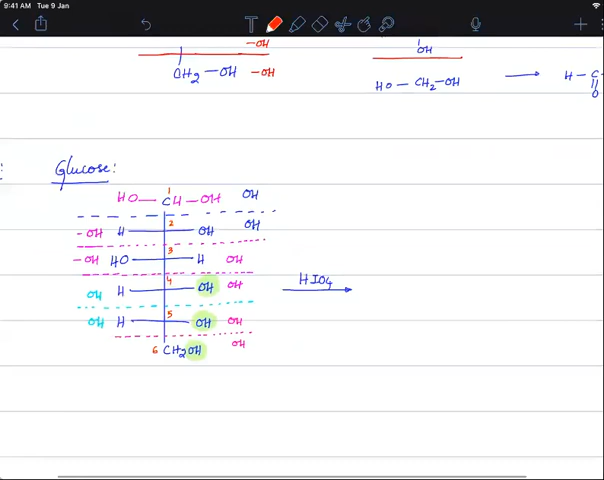 9:41 AM Tue 9 Jan
-OH
OH
CH2-OH -OH
HO-CH2-OH → H-C
O
Glucose:
HO- 1 CH -OH OH
-OH H 2 OH OH
-OH HO 3 H OH
OH H 4 OH OH
HIO4
OH H 5 OH OH
6 CH2OH OH